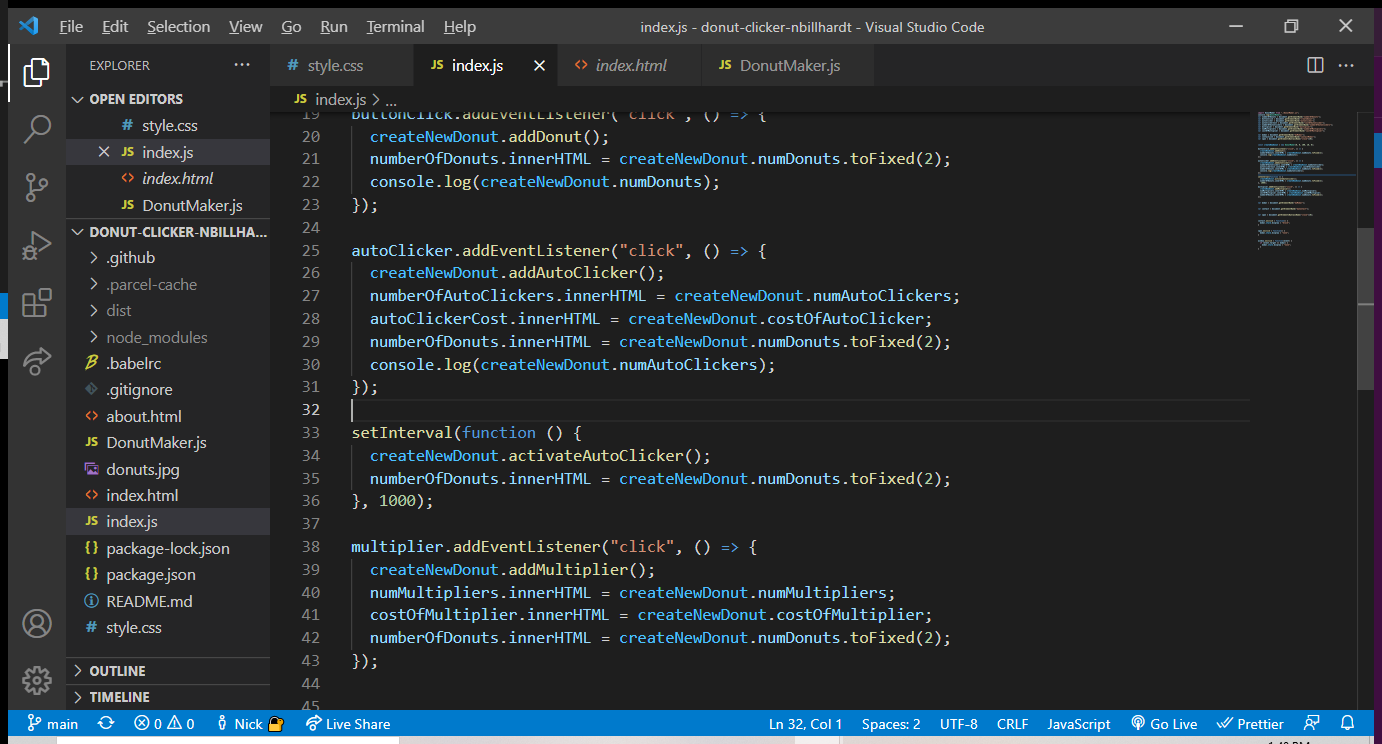 File Edit Selection View Go Run Terminal Help
index.js - donut-clicker-nbillhardt - Visual Studio Code
EXPLORER
OPEN EDITORS
# style.css
JS index.js
<> index.html
JS DonutMaker.js
DONUT-CLICKER-NBILLHA...
.github
.parcel-cache
dist
node_modules
.babelrc
.gitignore
<> about.html
JS DonutMaker.js
donuts.jpg
<> index.html
JS index.js
{} package-lock.json
{} package.json
README.md
# style.css
OUTLINE
TIMELINE
# style.css JS index.js <> index.html JS DonutMaker.js
JS index.js > ...
19 buttonClick.addEventListener("click", () => {
20 createNewDonut.addDonut();
21 numberOfDonuts.innerHTML = createNewDonut.numDonuts.toFixed(2);
22 console.log(createNewDonut.numDonuts);
23 });
24
25 autoClicker.addEventListener("click", () => {
26 createNewDonut.addAutoClicker();
27 numberOfAutoClickers.innerHTML = createNewDonut.numAutoClickers;
28 autoClickerCost.innerHTML = createNewDonut.costOfAutoClicker;
29 numberOfDonuts.innerHTML = createNewDonut.numDonuts.toFixed(2);
30 console.log(createNewDonut.numAutoClickers);
31 });
32
33 setInterval(function () {
34 createNewDonut.activateAutoClicker();
35 numberOfDonuts.innerHTML = createNewDonut.numDonuts.toFixed(2);
36 }, 1000);
37
38 multiplier.addEventListener("click", () => {
39 createNewDonut.addMultiplier();
40 numMultipliers.innerHTML = createNewDonut.numMultipliers;
41 costOfMultiplier.innerHTML = createNewDonut.costOfMultiplier;
42 numberOfDonuts.innerHTML = createNewDonut.numDonuts.toFixed(2);
43 });
44
45
main 0 0 Nick Live Share Ln 32, Col 1 Spaces: 2 UTF-8 CRLF JavaScript Go Live Prettier